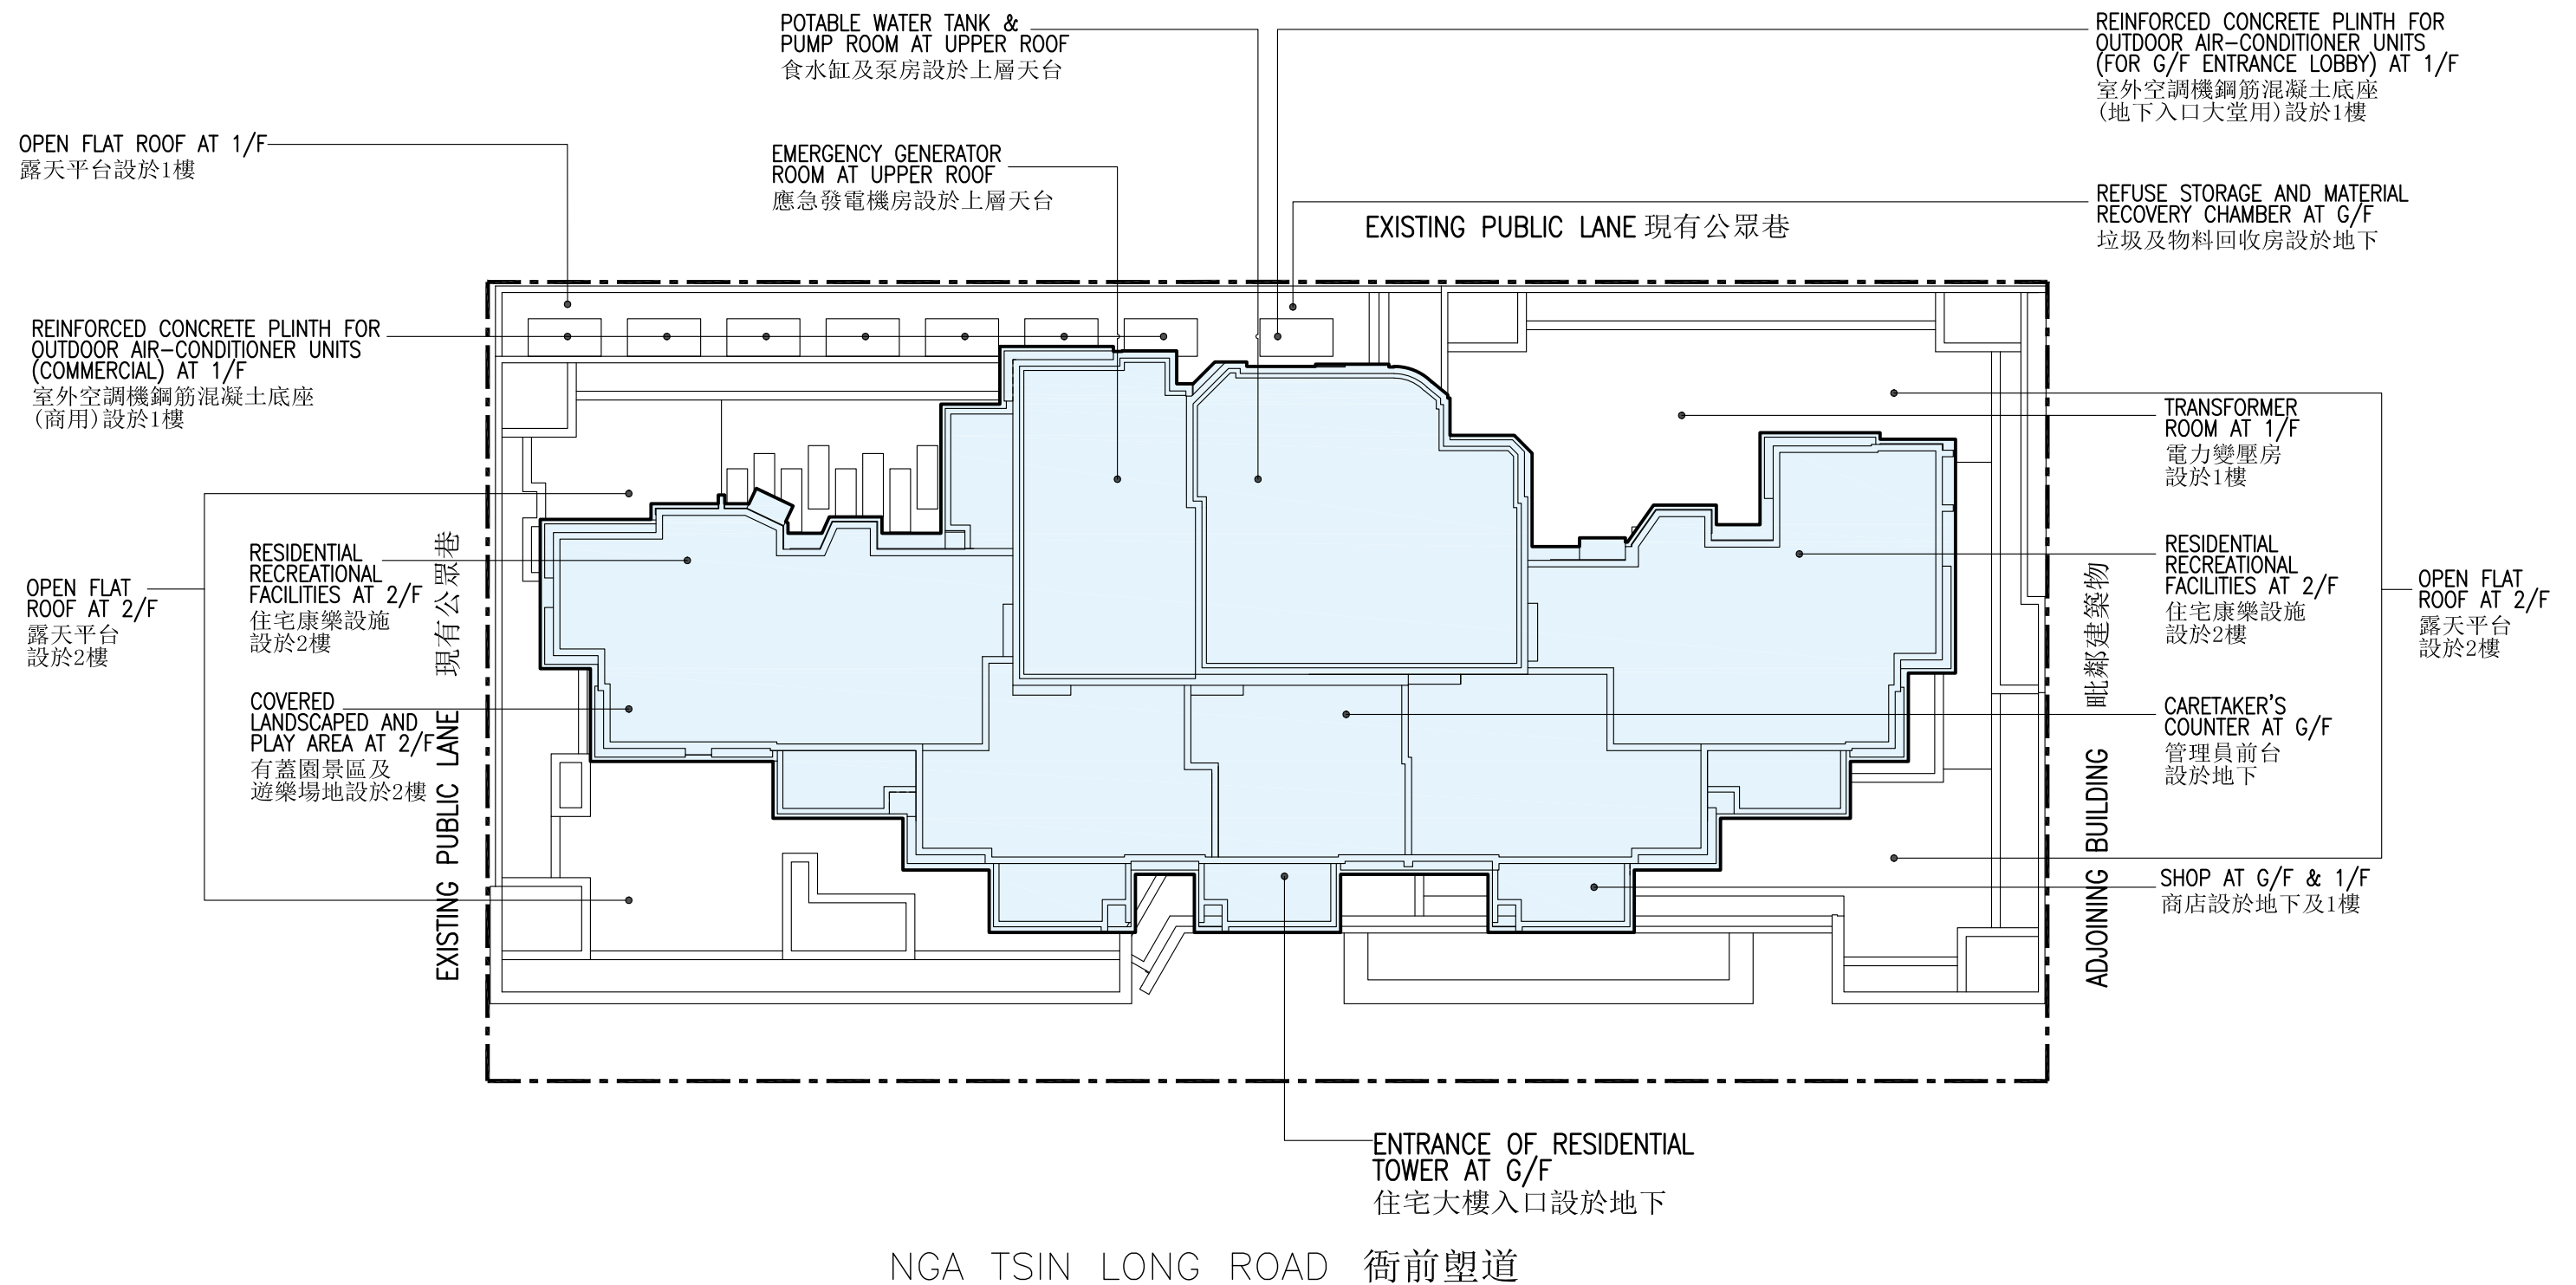 POTABLE WATER TANK &
PUMP ROOM AT UPPER ROOF
食水缸及泵房設於上層天台
REINFORCED CONCRETE PLINTH FOR
OUTDOOR AIR-CONDITIONER UNITS
(FOR G/F ENTRANCE LOBBY) AT 1/F
室外空調機鋼筋混凝土底座
(地下入口大堂用)設於1樓
OPEN FLAT ROOF AT 1/F
露天平台設於1樓
EMERGENCY GENERATOR
ROOM AT UPPER ROOF
應急發電機房設於上層天台
REFUSE STORAGE AND MATERIAL
RECOVERY CHAMBER AT G/F
垃圾及物料回收房設於地下
EXISTING PUBLIC LANE 現有公眾巷
REINFORCED CONCRETE PLINTH FOR
OUTDOOR AIR-CONDITIONER UNITS
(COMMERCIAL) AT 1/F
室外空調機鋼筋混凝土底座
(商用)設於1樓
TRANSFORMER
ROOM AT 1/F
電力變壓房
設於1樓
RESIDENTIAL
RECREATIONAL
FACILITIES AT 2/F
住宅康樂設施
設於2樓
OPEN FLAT
ROOF AT 2/F
露天平台
設於2樓
COVERED
LANDSCAPED AND
PLAY AREA AT 2/F
有蓋園景區及
遊樂場地設於2樓
EXISTING PUBLIC LANE 現有公眾巷
RESIDENTIAL
RECREATIONAL
FACILITIES AT 2/F
住宅康樂設施
設於2樓
OPEN FLAT
ROOF AT 2/F
露天平台
設於2樓
CARETAKER'S
COUNTER AT G/F
管理員前台
設於地下
ADJOINING BUILDING 毗鄰建築物
SHOP AT G/F & 1/F
商店設於地下及1樓
ENTRANCE OF RESIDENTIAL
TOWER AT G/F
住宅大樓入口設於地下
NGA TSIN LONG ROAD 衙前塱道